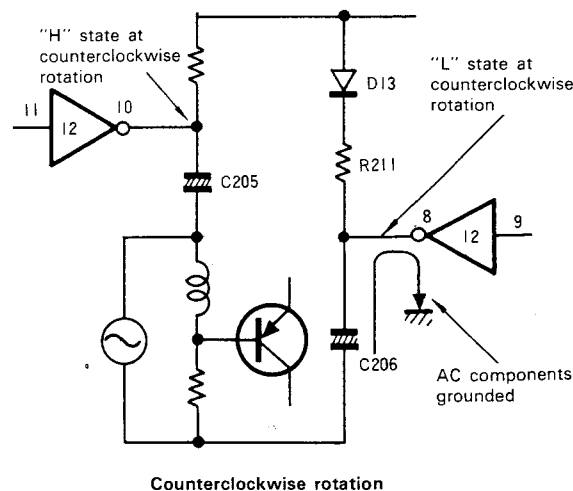 "H" state at
counterclockwise
rotation
"L" state at
counterclockwise
rotation
D13
11
12
10
R211
C205
8
12
9
C206
AC components
grounded
Counterclockwise rotation